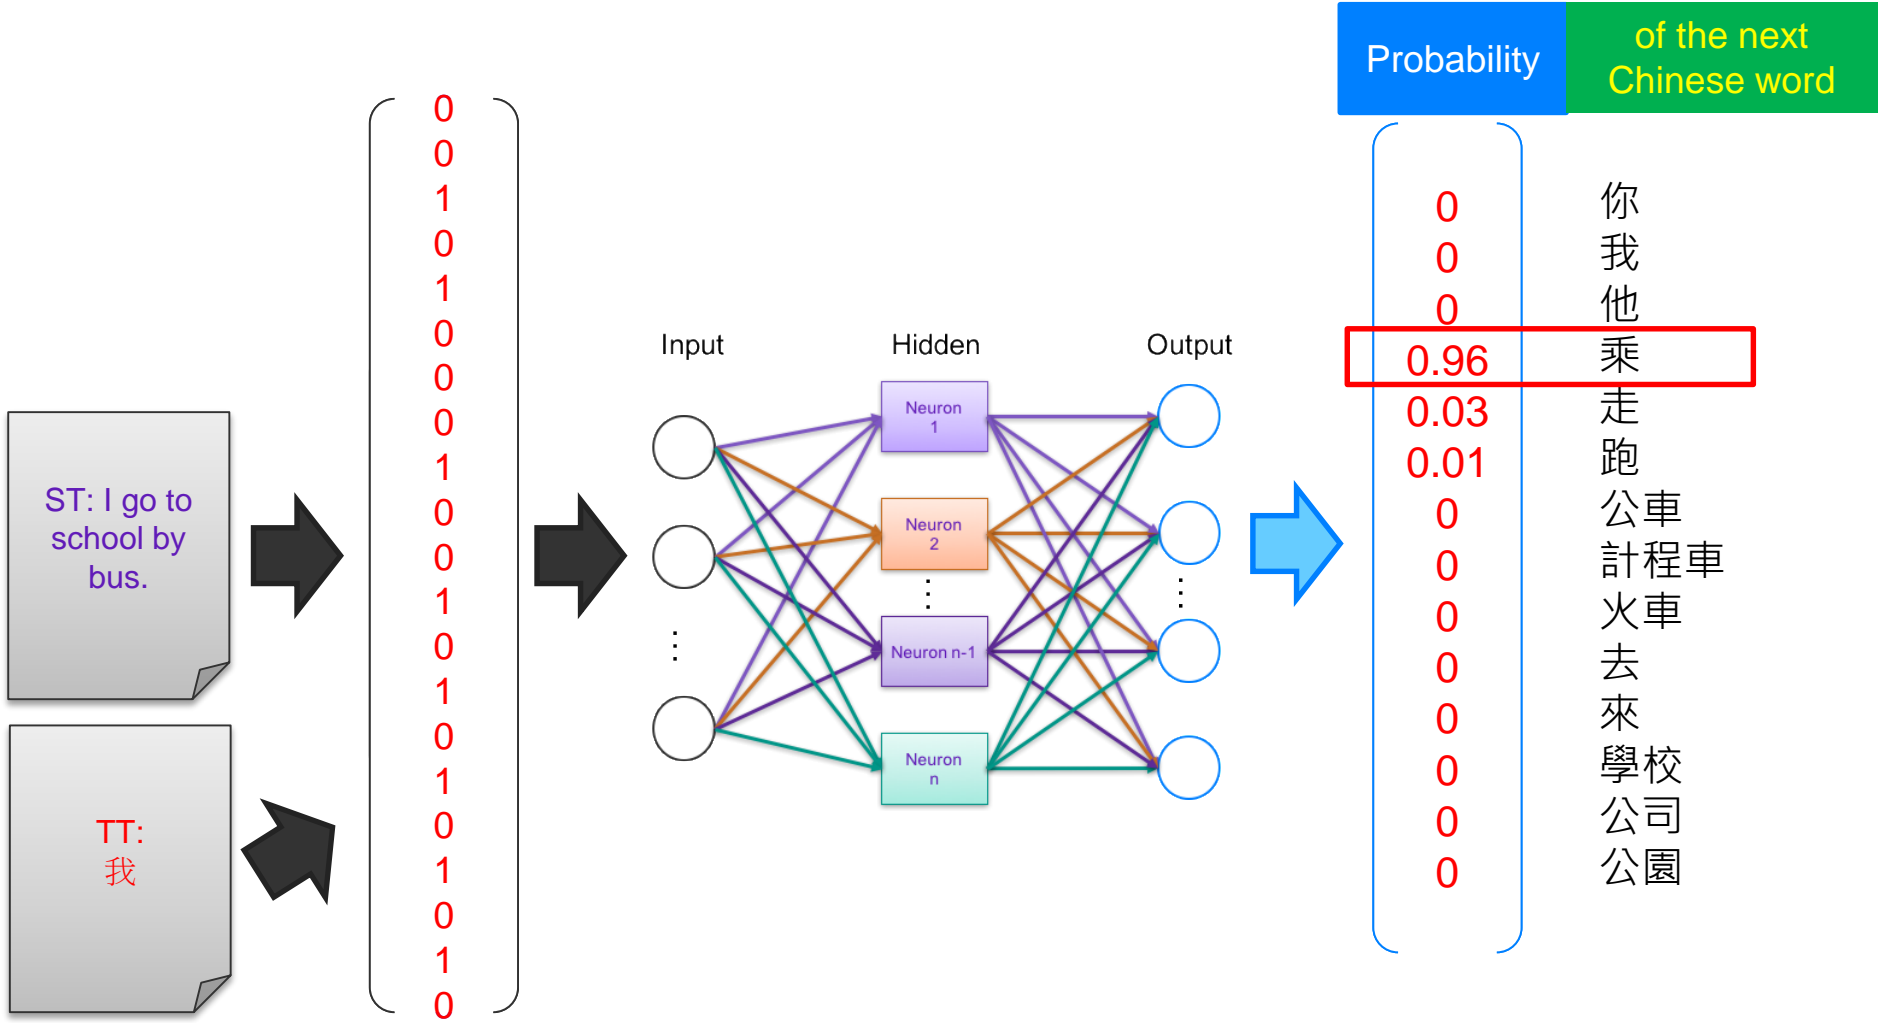 Probability
of the next
Chinese word
ST: I go to
school by
bus.
TT:
我
0
0
1
0
1
0
0
0
1
0
0
1
0
1
0
1
0
1
0
1
0
Input
Hidden
Output
Neuron
1
Neuron
2
⋮
Neuron n-1
Neuron
n
⋮
⋮
0 你
0 我
0 他
0.96 乘
0.03 走
0.01 跑
0 公車
0 計程車
0 火車
0 去
0 來
0 學校
0 公司
0 公園